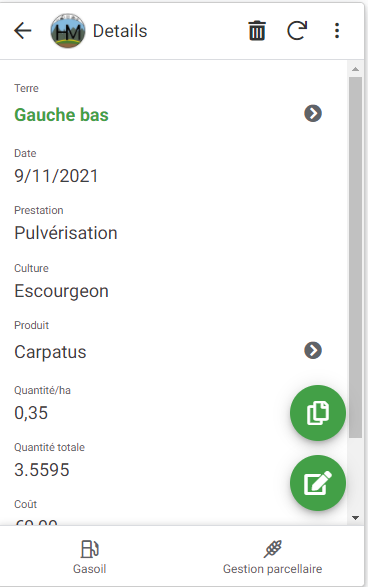 HM Details
Terre
Gauche bas
Date
9/11/2021
Prestation
Pulvérisation
Culture
Escourgeon
Produit
Carpatus
Quantité/ha
0,35
Quantité totale
3.5595
Coût
Gasoil
Gestion parcellaire